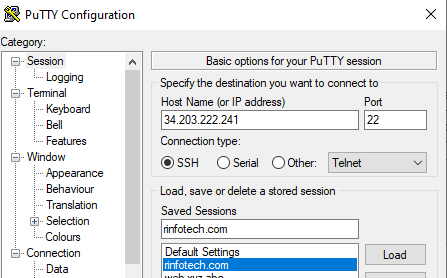 PuTTY Configuration
Category:
Session
Logging
Terminal
Keyboard
Bell
Features
Window
Appearance
Behaviour
Translation
Selection
Colours
Connection
Data
Basic options for your PuTTY session
Specify the destination you want to connect to
Host Name (or IP address) Port
34.203.222.241 22
Connection type:
SSH Serial Other: Telnet
Load, save or delete a stored session
Saved Sessions
rinfotech.com
Default Settings
rinfotech.com
Load